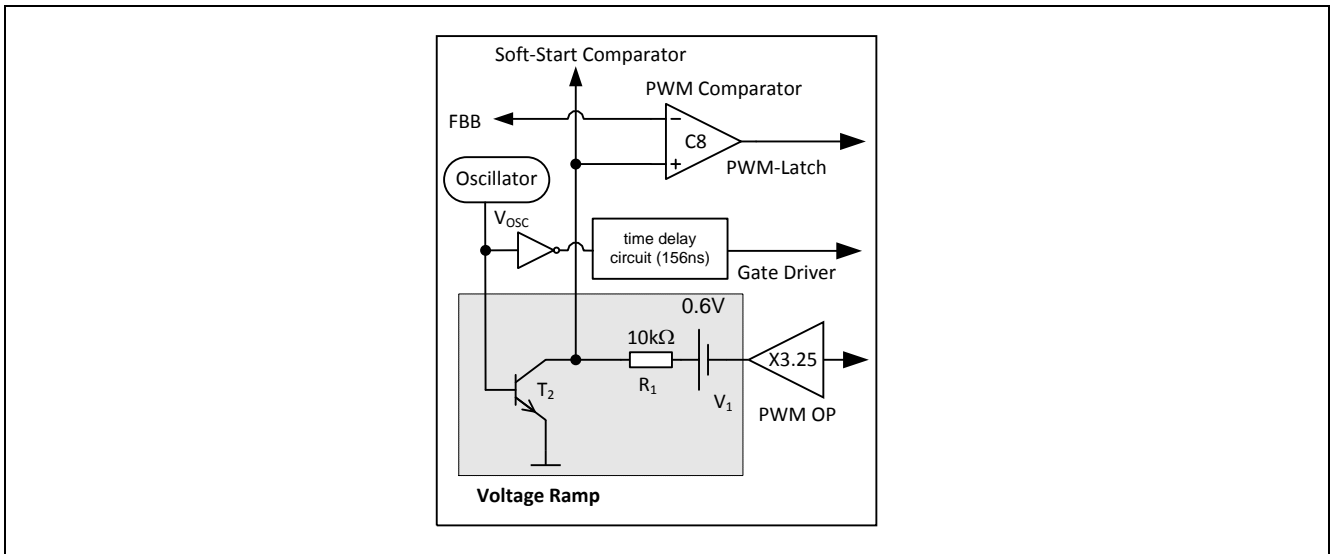 Soft-Start Comparator
PWM Comparator
FBB
−
C8
+
PWM-Latch
Oscillator
V_OSC
time delay
circuit (156ns)
Gate Driver
0.6V
10kΩ
X3.25
R₁
T₂
V₁
PWM OP
Voltage Ramp